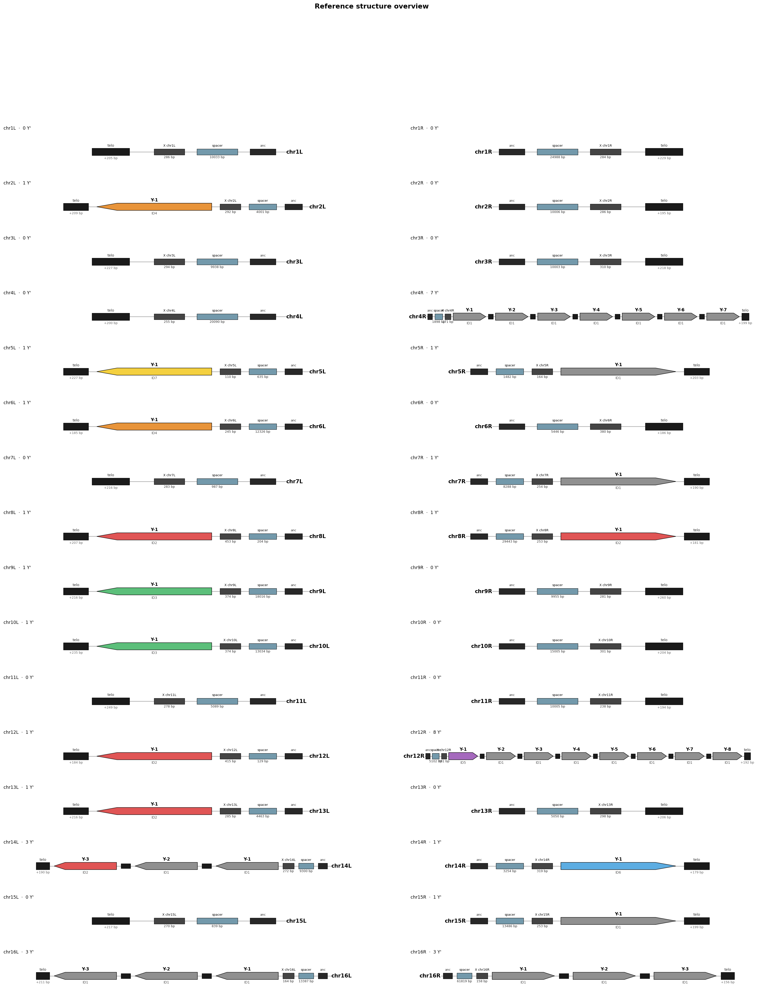 Reference structure overview
chr1L · 0 Y'
telo X chr1L spacer anc
chr1L
+205 bp 286 bp 10033 bp
chr1R · 0 Y'
anc spacer X chr1R telo
chr1R
24988 bp 284 bp +229 bp
chr2L · 1 Y'
telo Y-1 X chr2L spacer anc
chr2L
+209 bp ID4 292 bp 4001 bp
chr2R · 0 Y'
anc spacer X chr2R telo
chr2R
10006 bp 286 bp +195 bp
chr3L · 0 Y'
telo X chr3L spacer anc
chr3L
+227 bp 294 bp 9938 bp
chr3R · 0 Y'
anc spacer X chr3R telo
chr3R
10003 bp 310 bp +218 bp
chr4L · 0 Y'
telo X chr4L spacer anc
chr4L
+200 bp 255 bp 20090 bp
chr4R · 7 Y'
anc spacer X chr4R Y-1 Y-2 Y-3 Y-4 Y-5 Y-6 Y-7 telo
chr4R
1898 bp 271 bp ID1 ID1 ID1 ID1 ID1 ID1 ID1 +199 bp
chr5L · 1 Y'
telo Y-1 X chr5L spacer anc
chr5L
+227 bp ID7 110 bp 635 bp
chr5R · 1 Y'
anc spacer X chr5R Y-1 telo
chr5R
1482 bp 164 bp ID1 +203 bp
chr6L · 1 Y'
telo Y-1 X chr6L spacer anc
chr6L
+185 bp ID4 245 bp 12326 bp
chr6R · 0 Y'
anc spacer X chr6R telo
chr6R
5446 bp 380 bp +186 bp
chr7L · 0 Y'
telo X chr7L spacer anc
chr7L
+216 bp 283 bp 987 bp
chr7R · 1 Y'
anc spacer X chr7R Y-1 telo
chr7R
8288 bp 254 bp ID1 +190 bp
chr8L · 1 Y'
telo Y-1 X chr8L spacer anc
chr8L
+207 bp ID2 453 bp 204 bp
chr8R · 1 Y'
anc spacer X chr8R Y-1 telo
chr8R
29443 bp 253 bp ID2 +181 bp
chr9L · 1 Y'
telo Y-1 X chr9L spacer anc
chr9L
+216 bp ID3 374 bp 18016 bp
chr9R · 0 Y'
anc spacer X chr9R telo
chr9R
9955 bp 281 bp +260 bp
chr10L · 1 Y'
telo Y-1 X chr10L spacer anc
chr10L
+235 bp ID3 374 bp 13034 bp
chr10R · 0 Y'
anc spacer X chr10R telo
chr10R
15005 bp 301 bp +204 bp
chr11L · 0 Y'
telo X chr11L spacer anc
chr11L
+249 bp 278 bp 5089 bp
chr11R · 0 Y'
anc spacer X chr11R telo
chr11R
10005 bp 238 bp +194 bp
chr12L · 1 Y'
telo Y-1 X chr12L spacer anc
chr12L
+184 bp ID2 415 bp 129 bp
chr12R · 8 Y'
anc spacer X chr12R Y-1 Y-2 Y-3 Y-4 Y-5 Y-6 Y-7 Y-8 telo
chr12R
5102 bp bp ID5 ID1 ID1 ID1 ID1 ID1 ID1 ID1 +192 bp
chr13L · 1 Y'
telo Y-1 X chr13L spacer anc
chr13L
+216 bp ID2 285 bp 4463 bp
chr13R · 0 Y'
anc spacer X chr13R telo
chr13R
5050 bp 298 bp +206 bp
chr14L · 3 Y'
telo Y-3 Y-2 Y-1 X chr14L spacer anc
chr14L
+190 bp ID2 ID1 ID1 272 bp 9300 bp
chr14R · 1 Y'
anc spacer X chr14R Y-1 telo
chr14R
3254 bp 319 bp ID6 +179 bp
chr15L · 0 Y'
telo X chr15L spacer anc
chr15L
+217 bp 270 bp 839 bp
chr15R · 1 Y'
anc spacer X chr15R Y-1 telo
chr15R
13486 bp 253 bp ID1 +199 bp
chr16L · 3 Y'
telo Y-3 Y-2 Y-1 X chr16L spacer anc
chr16L
+211 bp ID1 ID1 ID1 164 bp 13387 bp
chr16R · 3 Y'
anc spacer X chr16R Y-1 Y-2 Y-3 telo
chr16R
61819 bp 158 bp ID1 ID1 ID1 +156 bp